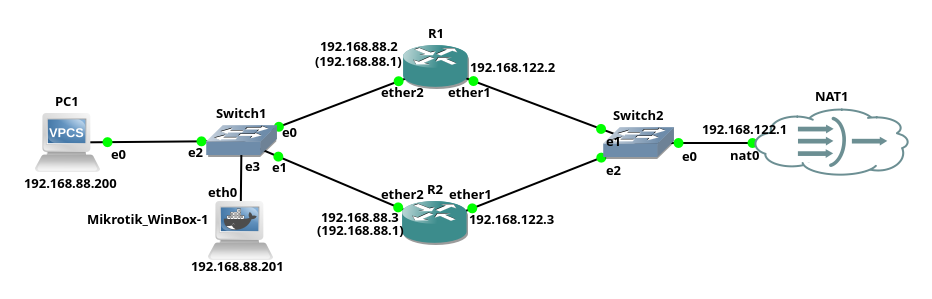 R1
192.168.88.2
(192.168.88.1)
192.168.122.2
ether2
ether1
PC1
VPCS
e0
192.168.88.200
Switch1
e0
e2
e3
e1
Switch2
e1
e0
e2
NAT1
192.168.122.1
nat0
eth0
Mikrotik_WinBox-1
192.168.88.201
R2
ether2
ether1
192.168.88.3
(192.168.88.1)
192.168.122.3